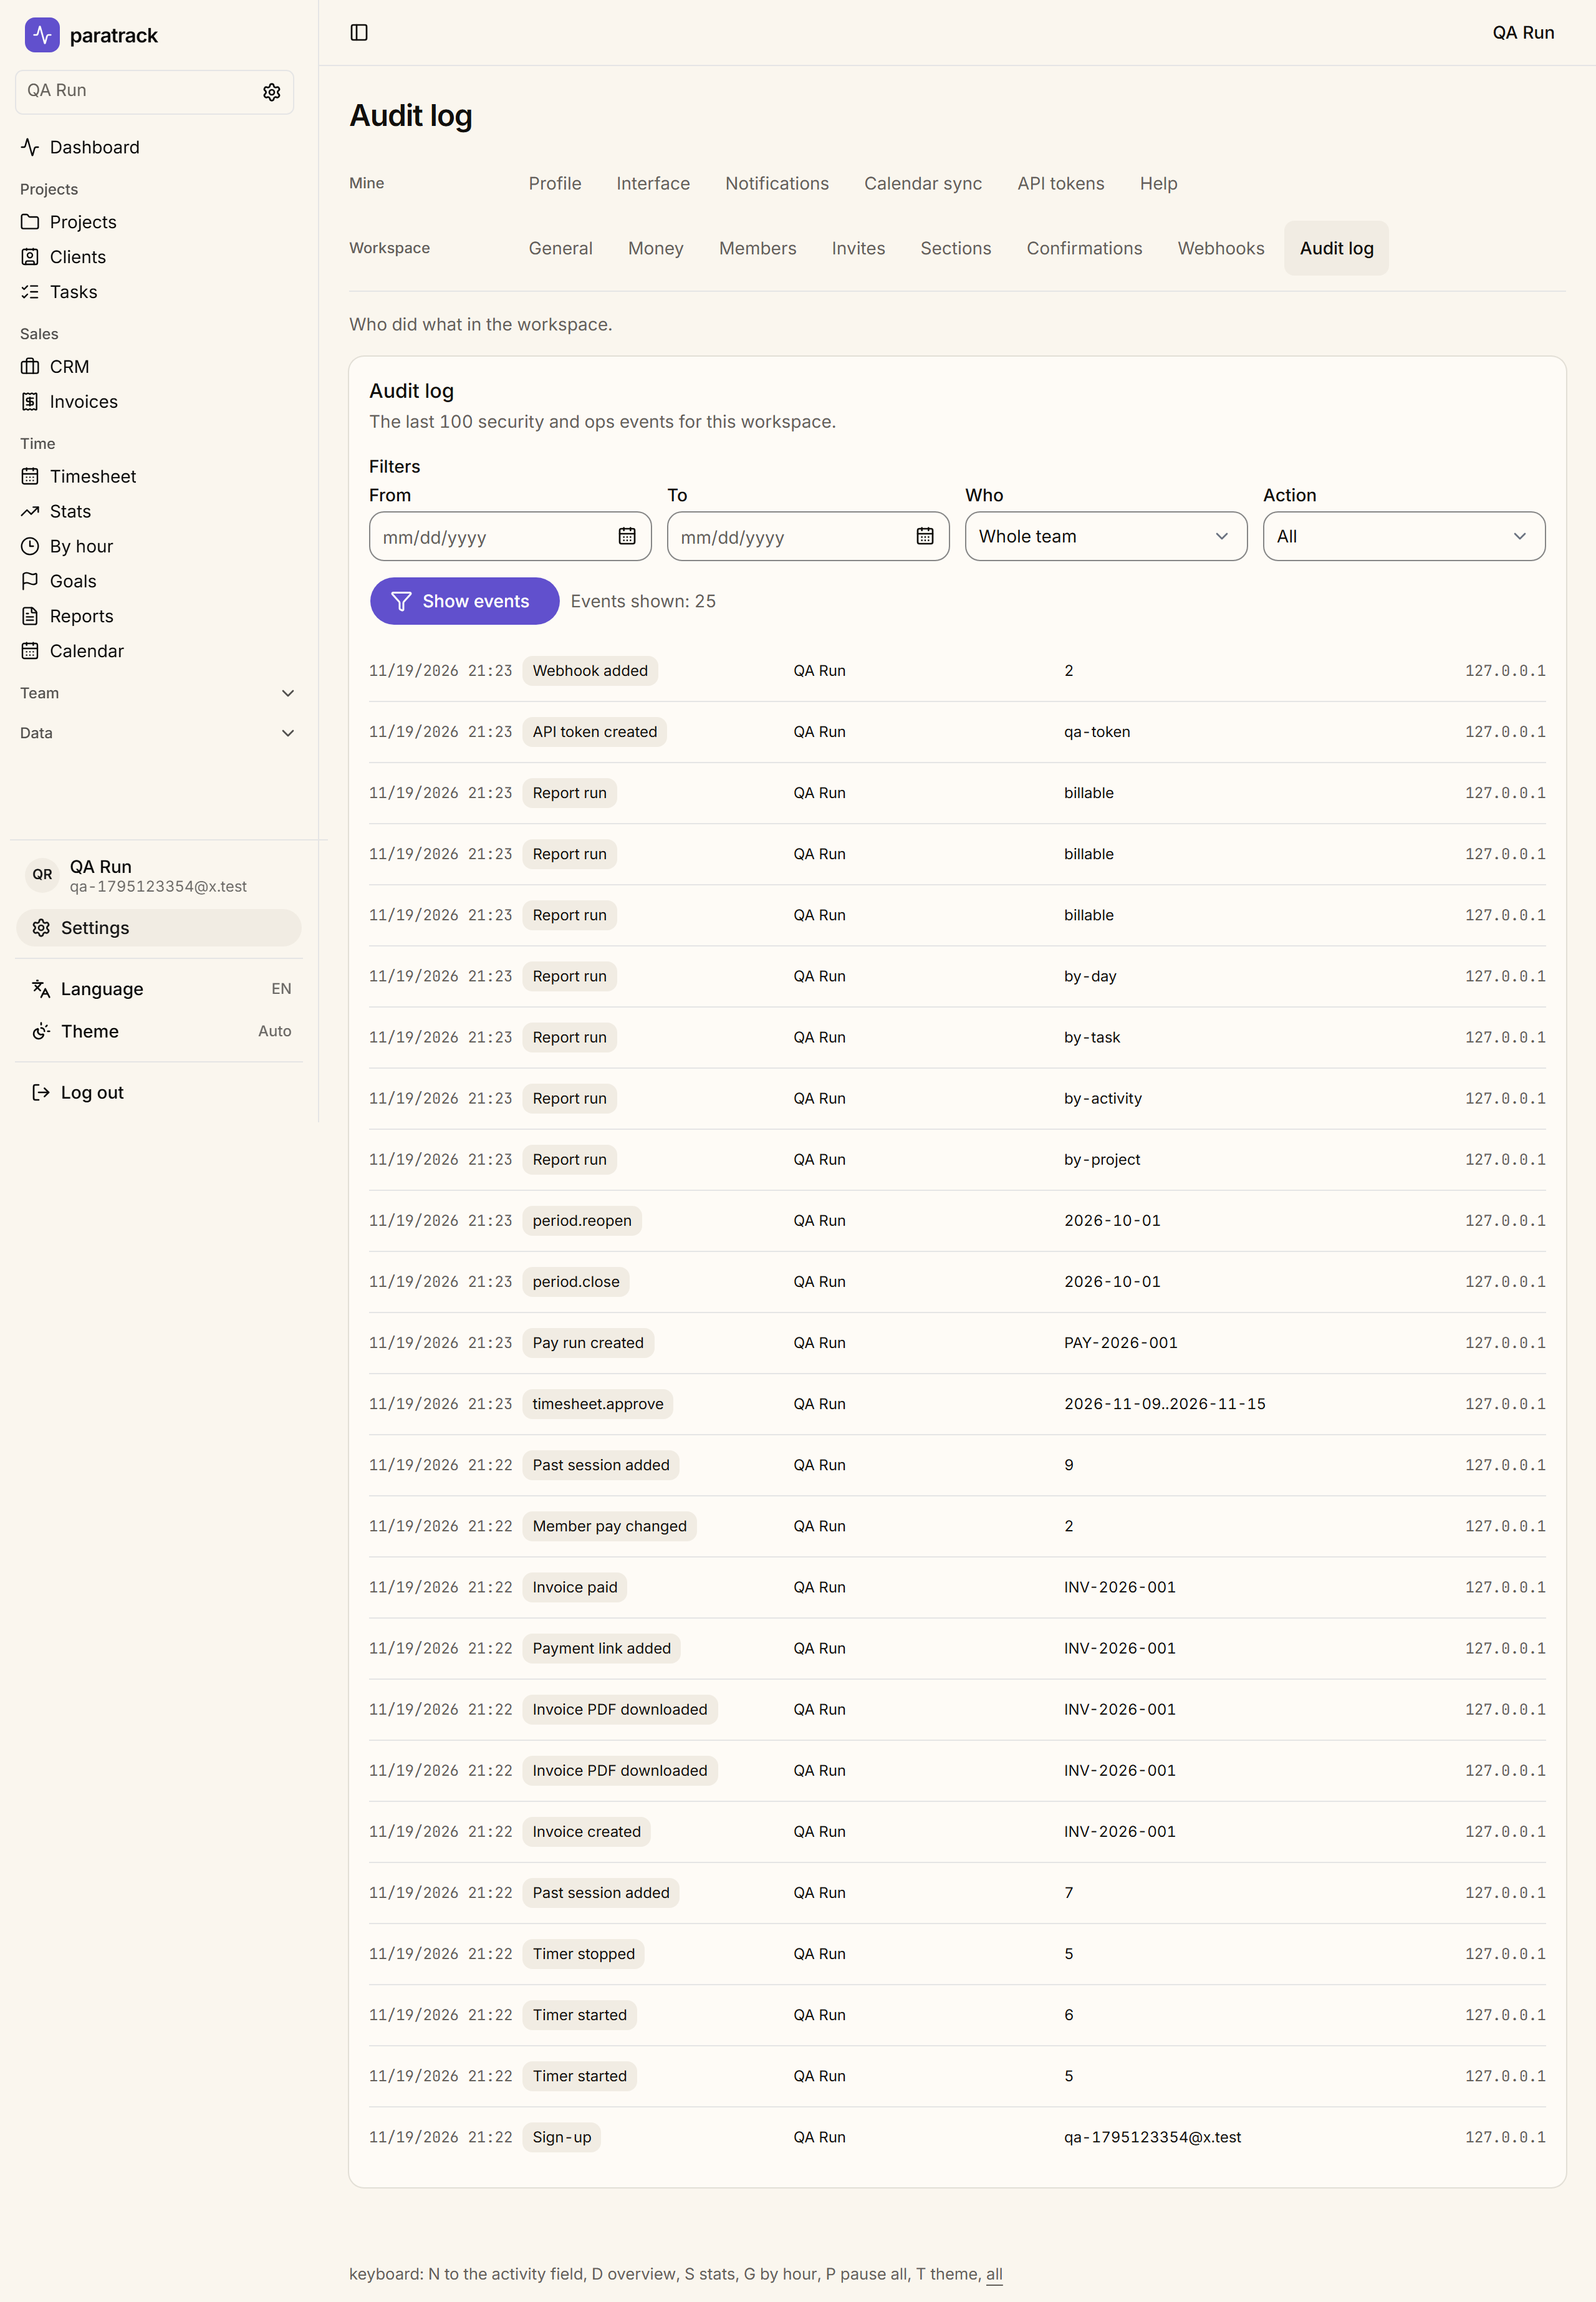 paratrack
QA Run
Dashboard
Projects
Projects
Clients
Tasks
Sales
CRM
Invoices
Time
Timesheet
Stats
By hour
Goals
Reports
Calendar
Team
Data
QR
QA Run
qa-1795123354@x.test
Settings
Language EN
Theme Auto
Log out
QA Run
Audit log
Mine Profile Interface Notifications Calendar sync API tokens Help
Workspace General Money Members Invites Sections Confirmations Webhooks Audit log
Who did what in the workspace.
Audit log
The last 100 security and ops events for this workspace.
Filters
From To Who Action
mm/dd/yyyy mm/dd/yyyy Whole team All
Show events Events shown: 25
11/19/2026 21:23 Webhook added QA Run 2 127.0.0.1
11/19/2026 21:23 API token created QA Run qa-token 127.0.0.1
11/19/2026 21:23 Report run QA Run billable 127.0.0.1
11/19/2026 21:23 Report run QA Run billable 127.0.0.1
11/19/2026 21:23 Report run QA Run billable 127.0.0.1
11/19/2026 21:23 Report run QA Run by-day 127.0.0.1
11/19/2026 21:23 Report run QA Run by-task 127.0.0.1
11/19/2026 21:23 Report run QA Run by-activity 127.0.0.1
11/19/2026 21:23 Report run QA Run by-project 127.0.0.1
11/19/2026 21:23 period.reopen QA Run 2026-10-01 127.0.0.1
11/19/2026 21:23 period.close QA Run 2026-10-01 127.0.0.1
11/19/2026 21:23 Pay run created QA Run PAY-2026-001 127.0.0.1
11/19/2026 21:23 timesheet.approve QA Run 2026-11-09..2026-11-15 127.0.0.1
11/19/2026 21:22 Past session added QA Run 9 127.0.0.1
11/19/2026 21:22 Member pay changed QA Run 2 127.0.0.1
11/19/2026 21:22 Invoice paid QA Run INV-2026-001 127.0.0.1
11/19/2026 21:22 Payment link added QA Run INV-2026-001 127.0.0.1
11/19/2026 21:22 Invoice PDF downloaded QA Run INV-2026-001 127.0.0.1
11/19/2026 21:22 Invoice PDF downloaded QA Run INV-2026-001 127.0.0.1
11/19/2026 21:22 Invoice created QA Run INV-2026-001 127.0.0.1
11/19/2026 21:22 Past session added QA Run 7 127.0.0.1
11/19/2026 21:22 Timer stopped QA Run 5 127.0.0.1
11/19/2026 21:22 Timer started QA Run 6 127.0.0.1
11/19/2026 21:22 Timer started QA Run 5 127.0.0.1
11/19/2026 21:22 Sign-up QA Run qa-1795123354@x.test 127.0.0.1
keyboard: N to the activity field, D overview, S stats, G by hour, P pause all, T theme, all